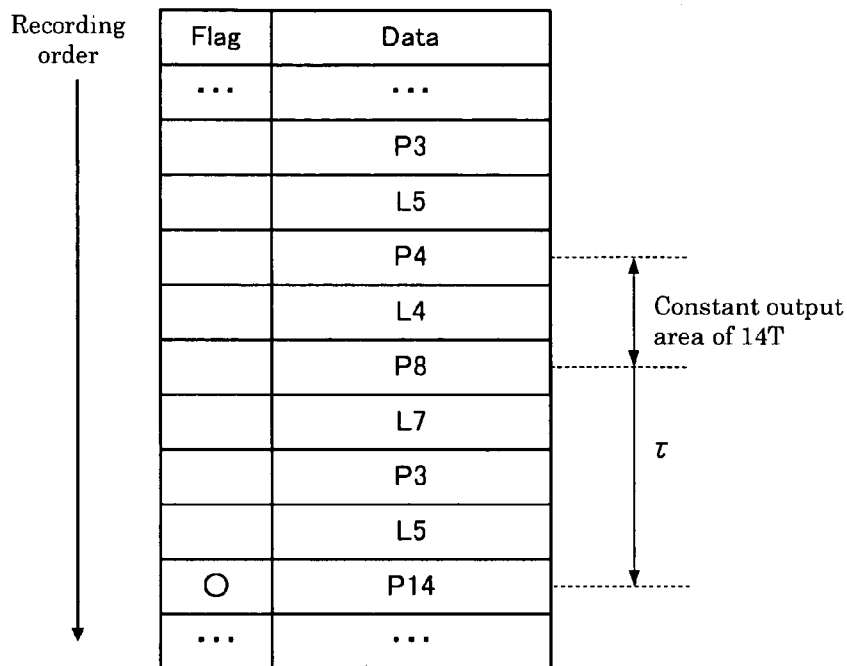 Recording
order
Flag Data
... ...
P3
L5
P4
L4
Constant output
area of 14T
P8
L7
τ
P3
L5
○ P14
... ...